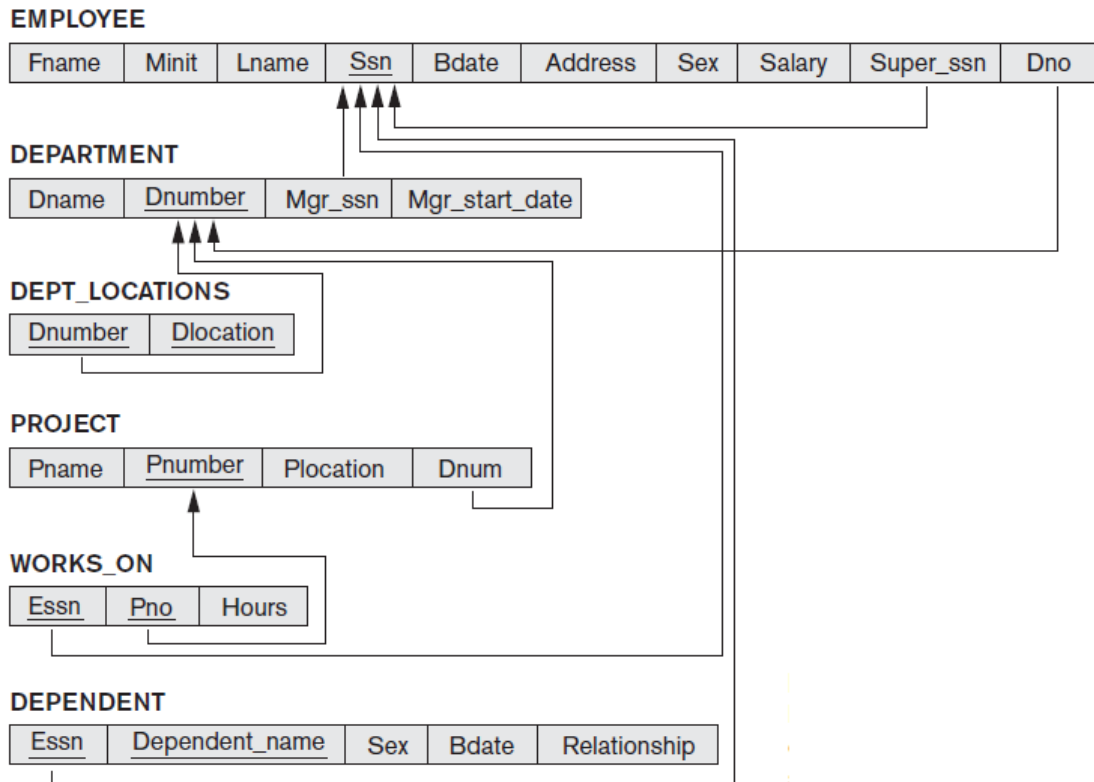 EMPLOYEE
Fname Minit Lname Ssn Bdate Address Sex Salary Super_ssn Dno
DEPARTMENT
Dname Dnumber Mgr_ssn Mgr_start_date
DEPT_LOCATIONS
Dnumber Dlocation
PROJECT
Pname Pnumber Plocation Dnum
WORKS_ON
Essn Pno Hours
DEPENDENT
Essn Dependent_name Sex Bdate Relationship